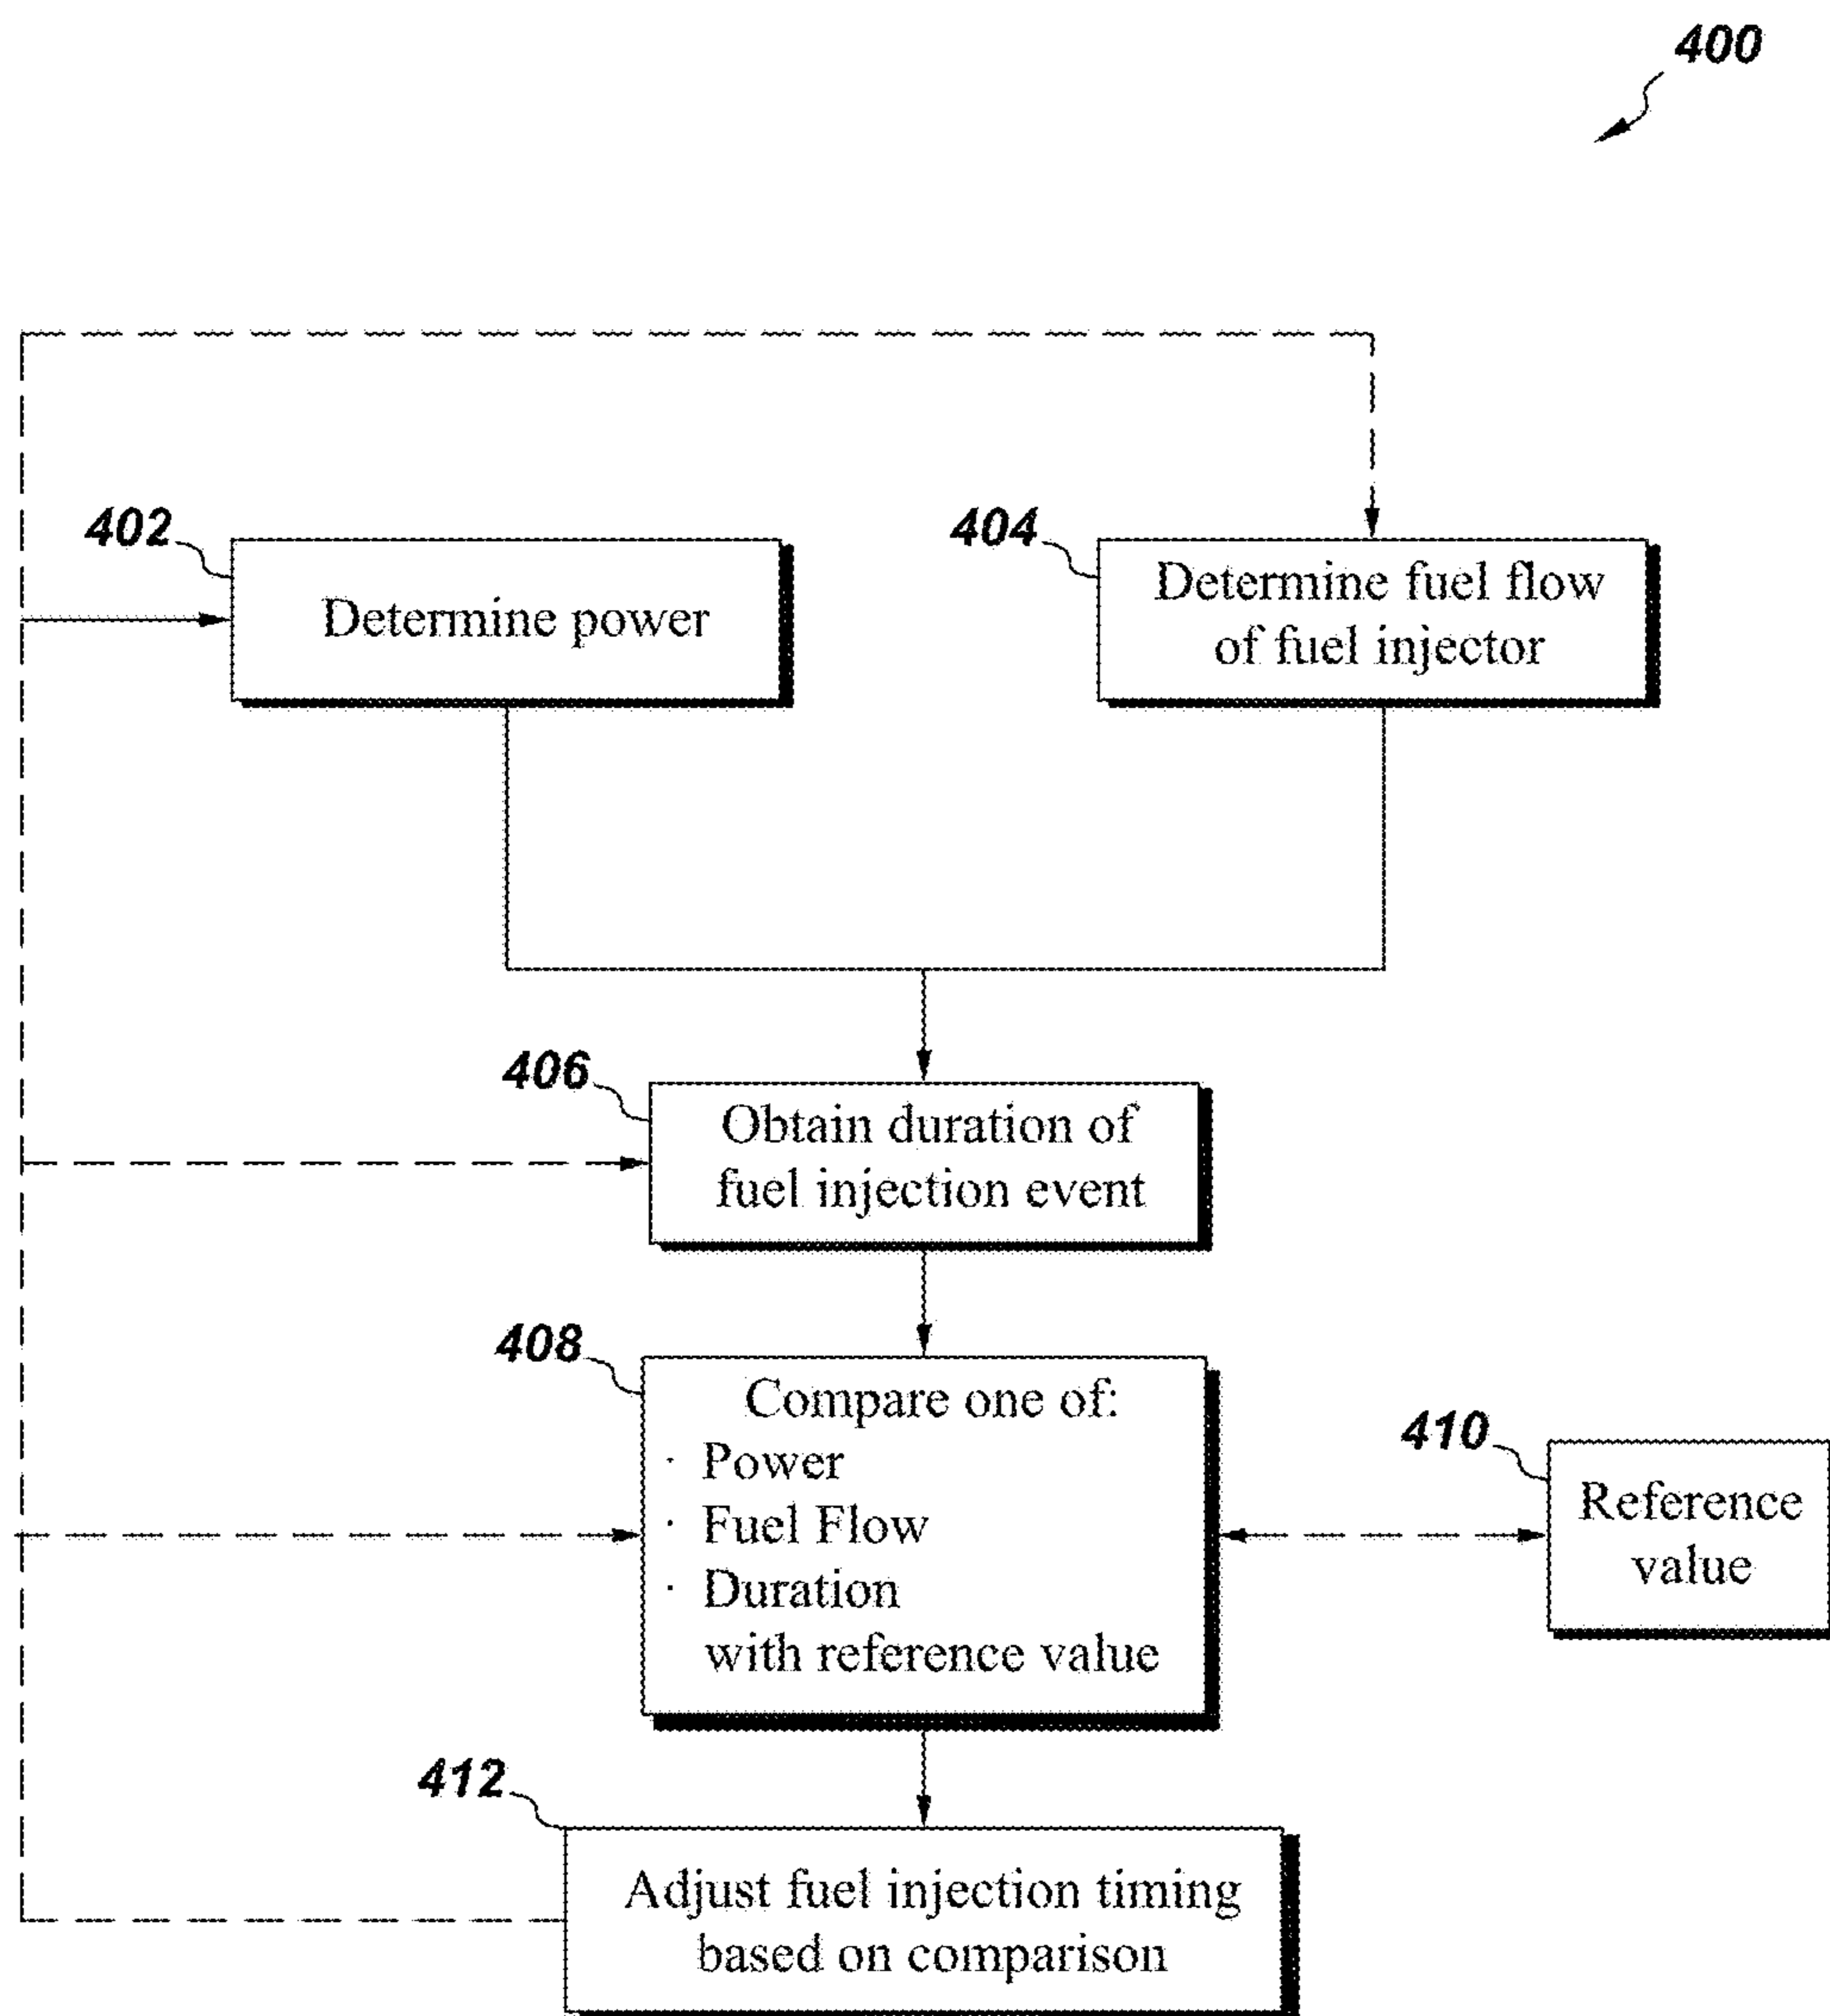 400
402
Determine power
404
Determine fuel flow
of fuel injector
406
Obtain duration of
fuel injection event
408
Compare one of:
· Power
· Fuel Flow
· Duration
with reference value
410
Reference
value
412
Adjust fuel injection timing
based on comparison